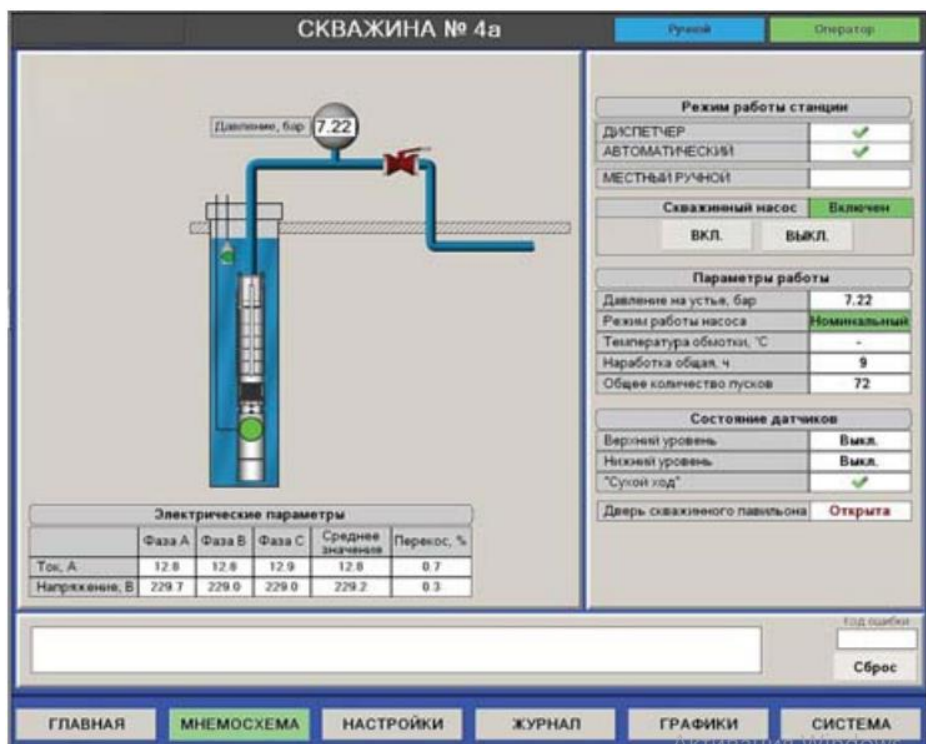 СКВАЖИНА № 4а
Ручной
Оператор
Давление, бар 7.22
Режим работы станции
ДИСПЕТЧЕР
АВТОМАТИЧЕСКИЙ
МЕСТНЫЙ РУЧНОЙ
Скважинный насос Включен
ВКЛ. ВЫКЛ.
Параметры работы
Давление на устье, бар 7.22
Режим работы насоса Номинальный
Температура обмотки, °С -
Наработка общая, ч 9
Общее количество пусков 72
Состояние датчиков
Верхний уровень Выкл.
Нижний уровень Выкл.
"Сухой ход"
Дверь скважинного павильона Открыта
Электрические параметры
Фаза А Фаза В Фаза С Среднее значение Перекос, %
Ток, А 12.8 12.8 12.9 12.8 0.7
Напряжение, В 229.7 229.0 229.0 229.2 0.3
Код ошибки
Сброс
ГЛАВНАЯ МНЕМОСХЕМА НАСТРОЙКИ ЖУРНАЛ ГРАФИКИ СИСТЕМА